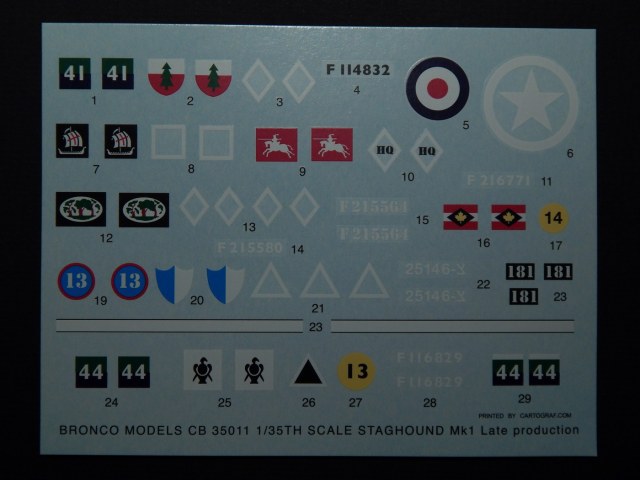 41 41 F 114832
1 2 3 4 5 6
HQ HQ
7 8 9 10 F 216771 11
F 215564 15 14
12 13 F 215564 16 17
F 215580 14
13 13 25146-X 22 181 181
19 20 21 25146-X 181 23
23
44 44 13 F 116829 44 44
F 116829
24 25 26 27 28 29
PRINTED BY CARTOGRAF.COM
BRONCO MODELS CB 35011 1/35TH SCALE STAGHOUND Mk1 Late production